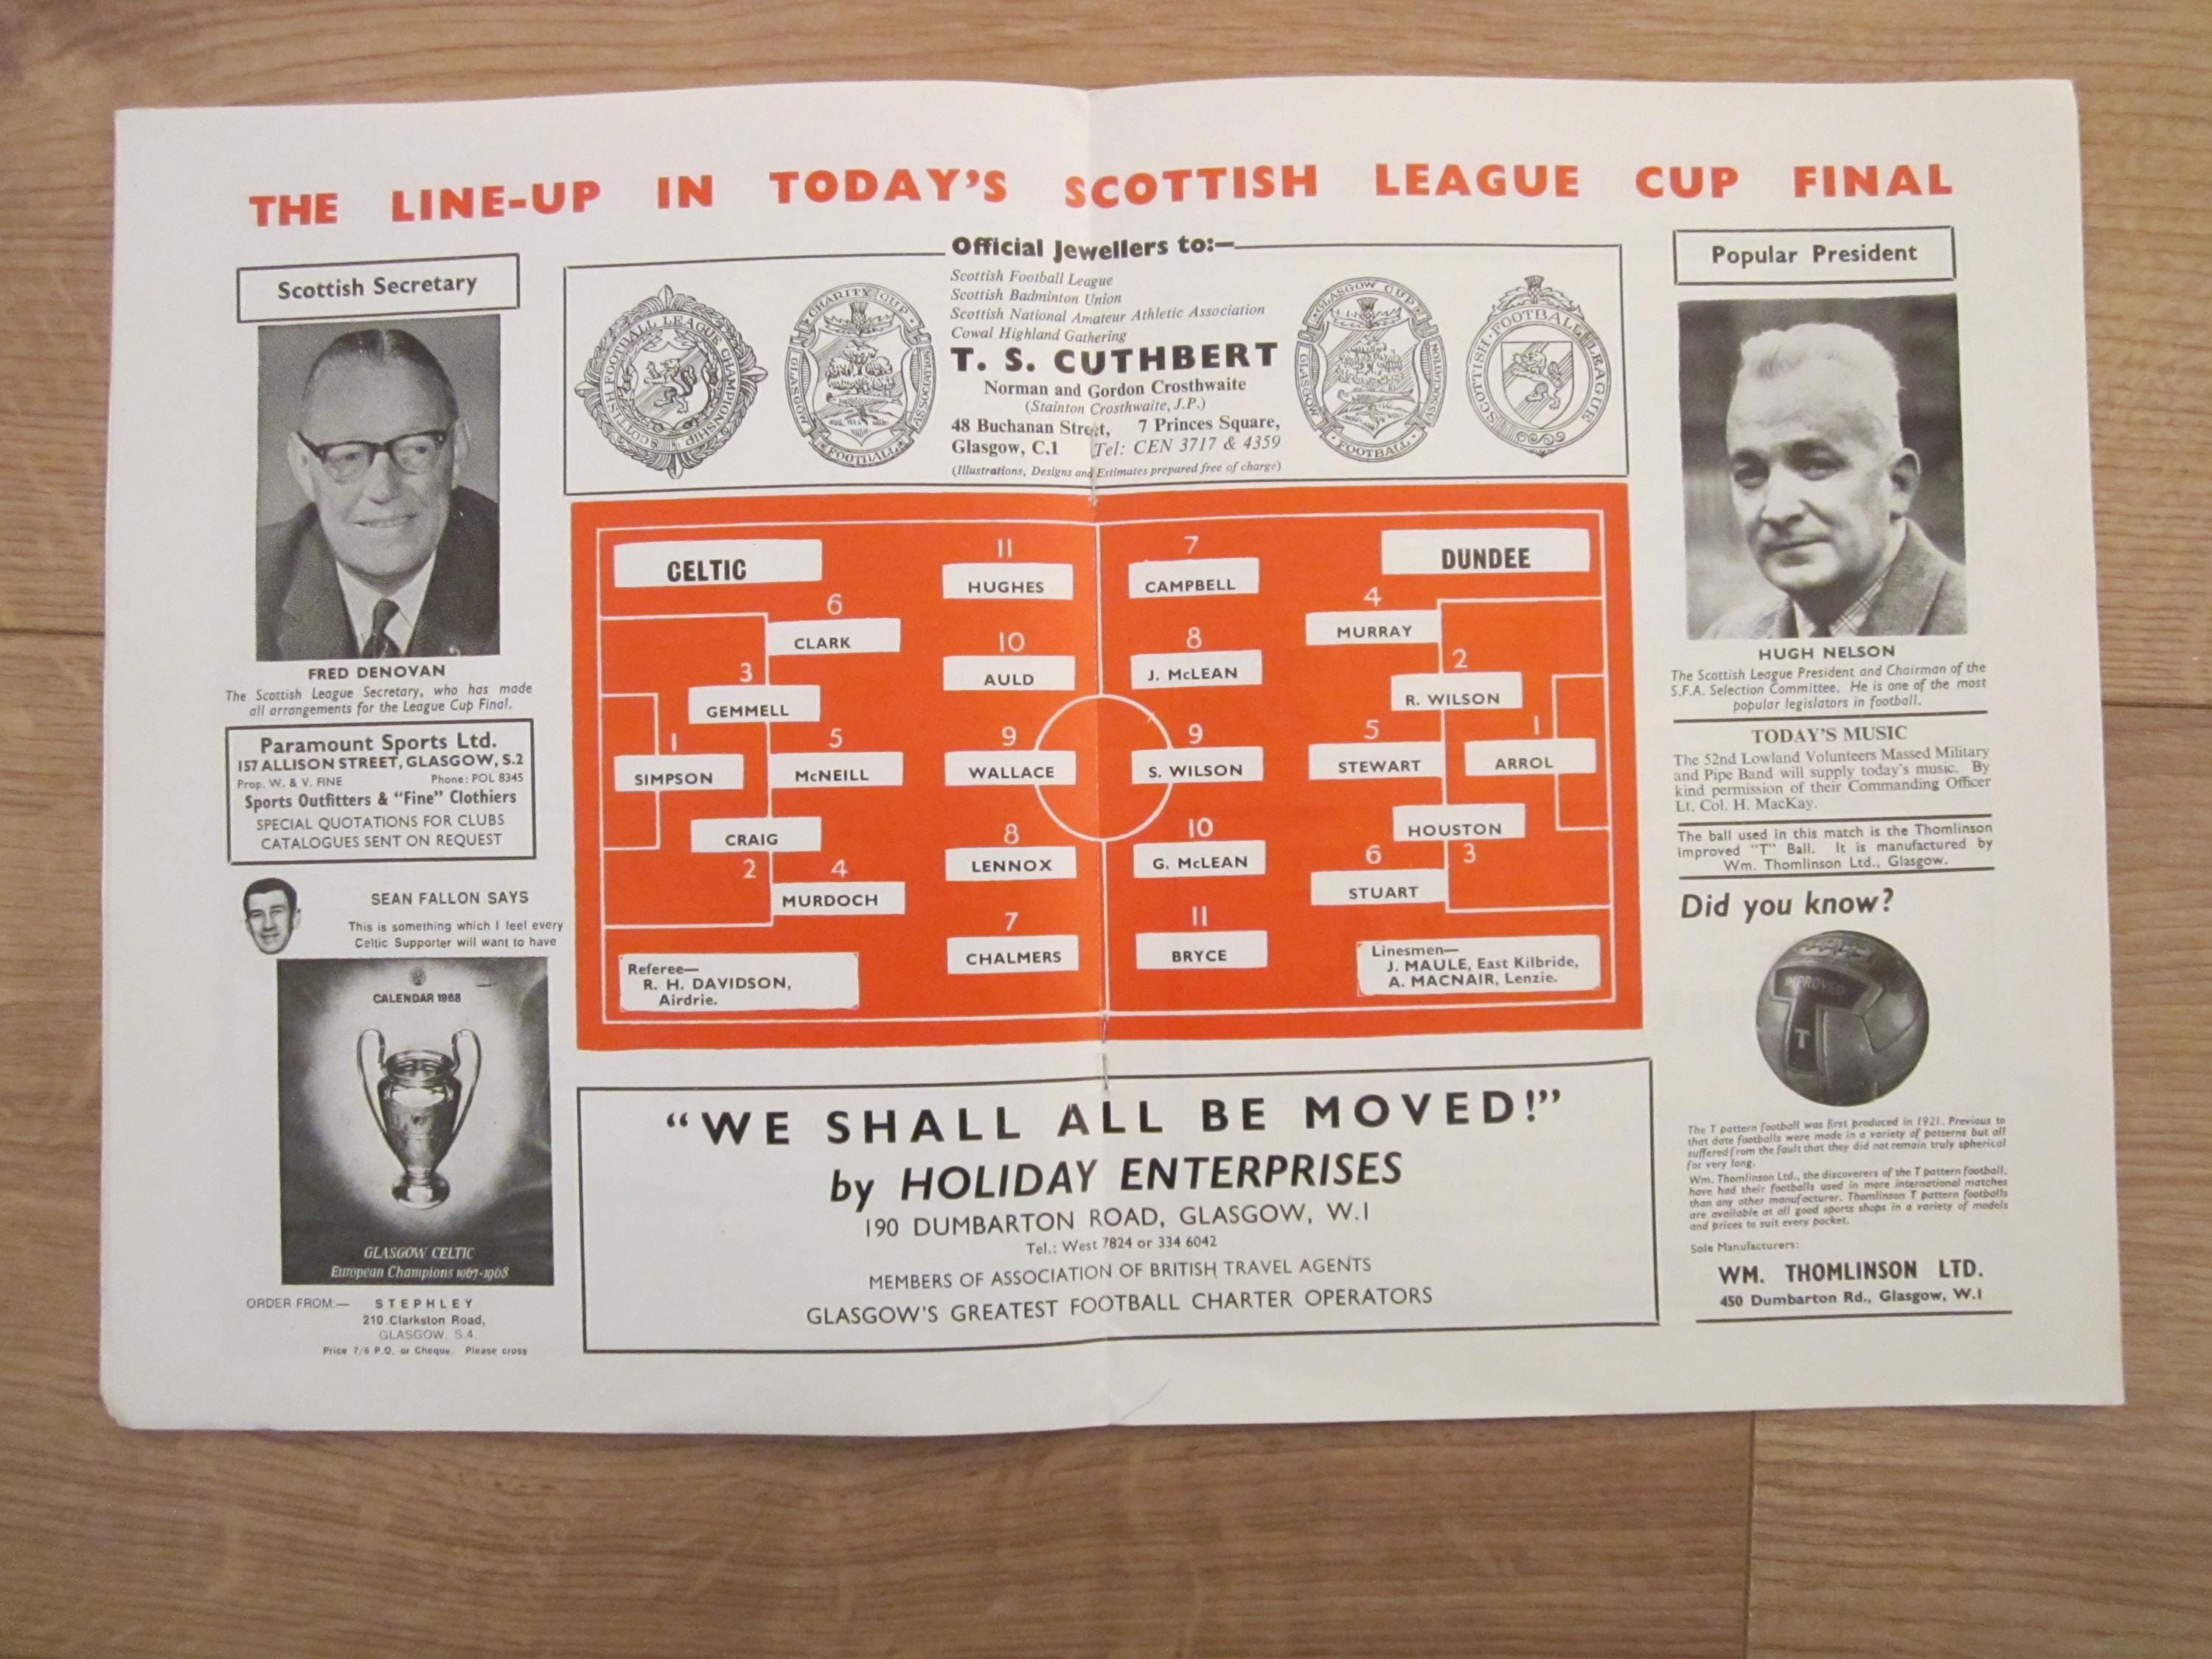 THE LINE-UP IN TODAY'S SCOTTISH LEAGUE CUP FINAL
Scottish Secretary
FRED DENOVAN
The Scottish League Secretary, who has made
all arrangements for the League Cup Final.
Paramount Sports Ltd.
157 ALLISON STREET, GLASGOW, S.2
Prop. W. & V. FINE Phone: POL 8345
Sports Outfitters & "Fine" Clothiers
SPECIAL QUOTATIONS FOR CLUBS
CATALOGUES SENT ON REQUEST
SEAN FALLON SAYS
This is something which I feel every
Celtic Supporter will want to have
CALENDAR 1968
GLASGOW CELTIC
European Champions 1967-1968
ORDER FROM:— STEPHLEY
210 Clarkston Road,
GLASGOW, S.4.
Price 7/6 P.O. or Cheque. Please cross
Official Jewellers to:—
SCOTTISH FOOTBALL LEAGUE CHAMPIONSHIP
CHARITY CUP
GLASGOW
ASSOCIATION
FOOTBALL
Scottish Football League
Scottish Badminton Union
Scottish National Amateur Athletic Association
Cowal Highland Gathering
T. S. CUTHBERT
Norman and Gordon Crosthwaite
(Stainton Crosthwaite, J.P.)
48 Buchanan Street, 7 Princes Square,
Glasgow, C.1 Tel: CEN 3717 & 4359
(Illustrations, Designs and Estimates prepared free of charge)
GLASGOW CUP
GLASGOW
ASSOCIATION
FOOTBALL
SCOTTISH · FOOTBALL LEAGUE
CELTIC
11
HUGHES
6
CLARK
10
AULD
3
GEMMELL
1
SIMPSON
5
McNEILL
9
WALLACE
CRAIG
2
8
LENNOX
4
MURDOCH
7
CHALMERS
Referee—
R. H. DAVIDSON,
Airdrie.
DUNDEE
7
CAMPBELL
4
MURRAY
8
J. McLEAN
2
R. WILSON
9
S. WILSON
5
STEWART
1
ARROL
HOUSTON
3
10
G. McLEAN
6
STUART
11
BRYCE
Linesmen—
J. MAULE, East Kilbride,
A. MACNAIR, Lenzie.
"WE SHALL ALL BE MOVED!"
by HOLIDAY ENTERPRISES
190 DUMBARTON ROAD, GLASGOW, W.1
Tel.: West 7824 or 334 6042
MEMBERS OF ASSOCIATION OF BRITISH TRAVEL AGENTS
GLASGOW'S GREATEST FOOTBALL CHARTER OPERATORS
Popular President
HUGH NELSON
The Scottish League President and Chairman of the
S.F.A. Selection Committee. He is one of the most
popular legislators in football.
TODAY'S MUSIC
The 52nd Lowland Volunteers Massed Military
and Pipe Band will supply today's music. By
kind permission of their Commanding Officer
Lt. Col. H. MacKay.
The ball used in this match is the Thomlinson
improved "T" Ball. It is manufactured by
Wm. Thomlinson Ltd., Glasgow.
Did you know?
IMPROVED
T
The T pattern football was first produced in 1921. Previous to
that date footballs were made in a variety of patterns but all
suffered from the fault that they did not remain truly spherical
for very long.
Wm. Thomlinson Ltd., the discoverers of the T pattern football,
have had their footballs used in more international matches
than any other manufacturer. Thomlinson T pattern footballs
are available at all good sports shops in a variety of models
and prices to suit every pocket.
Sole Manufacturers:
WM. THOMLINSON LTD.
450 Dumbarton Rd., Glasgow, W.1